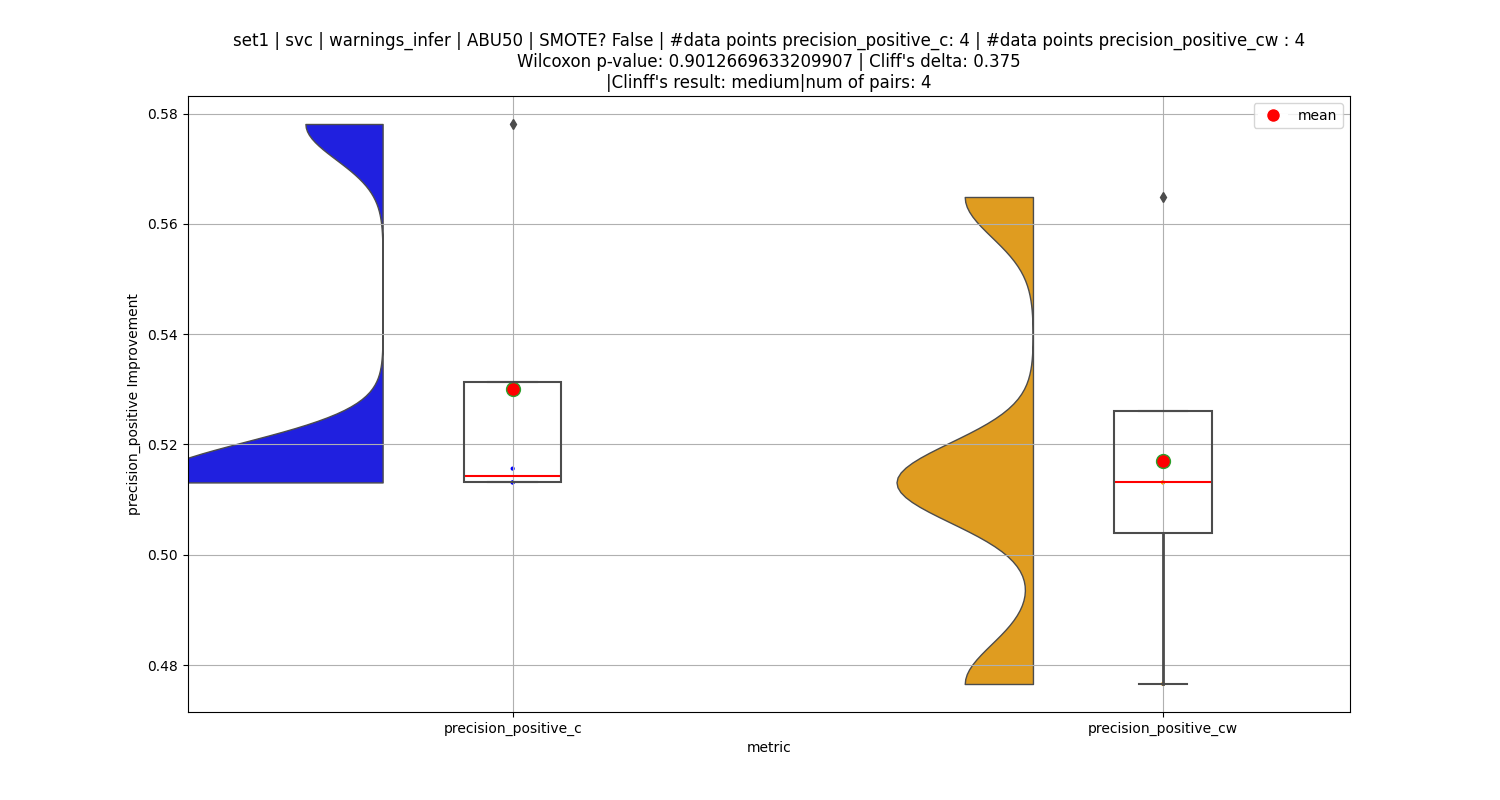 set1 | svc | warnings_infer | ABU50 | SMOTE? False | #data points precision_positive_c: 4 | #data points precision_positive_cw : 4
Wilcoxon p-value: 0.9012669633209907 | Cliff's delta: 0.375
|Clinff's result: medium|num of pairs: 4
mean
0.58
0.56
0.54
0.52
0.50
0.48
precision_positive Improvement
precision_positive_c
precision_positive_cw
metric